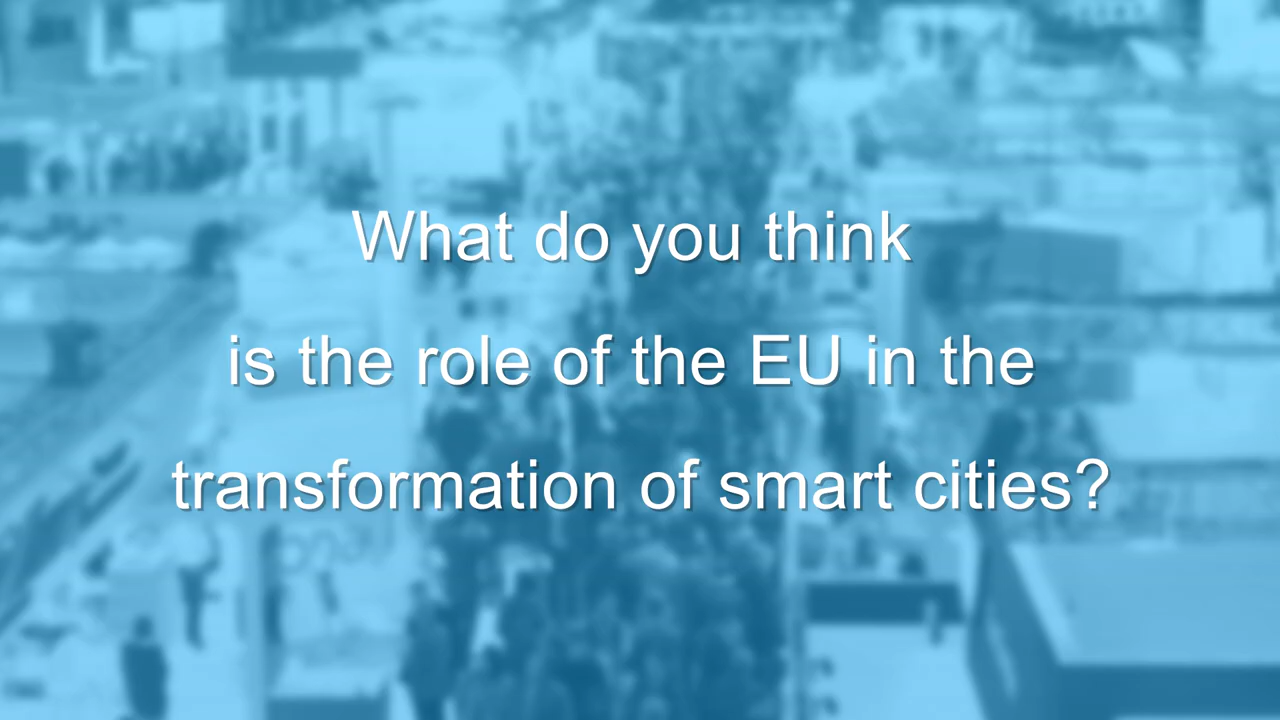 What do you think
is the role of the EU in the
transformation of smart cities?